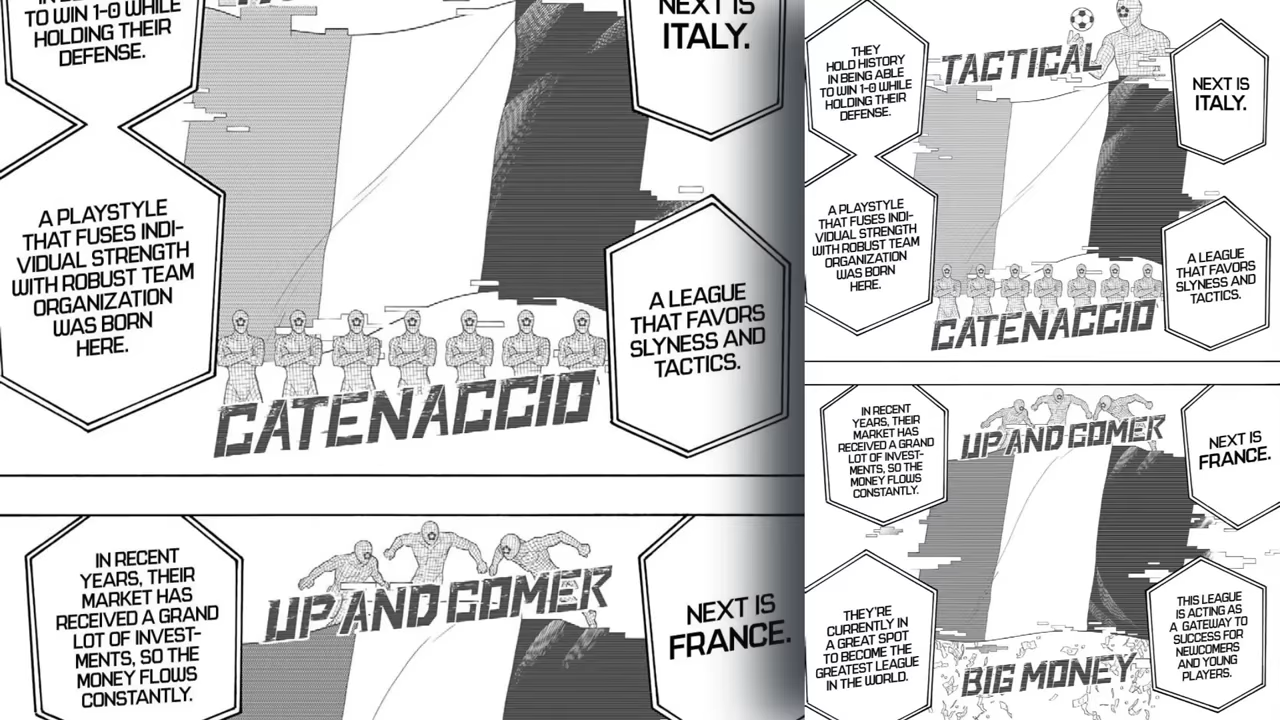 IN BEING ABLE
TO WIN 1-0 WHILE
HOLDING THEIR
DEFENSE.
NEXT IS
ITALY.
A PLAYSTYLE
THAT FUSES INDI-
VIDUAL STRENGTH
WITH ROBUST TEAM
ORGANIZATION
WAS BORN
HERE.
A LEAGUE
THAT FAVORS
SLYNESS AND
TACTICS.
CATENACCIO
IN RECENT
YEARS, THEIR
MARKET HAS
RECEIVED A GRAND
LOT OF INVEST-
MENTS, SO THE
MONEY FLOWS
CONSTANTLY.
UP AND COMER
NEXT IS
FRANCE.
THEY
HOLD HISTORY
IN BEING ABLE
TO WIN 1-0 WHILE
HOLDING THEIR
DEFENSE.
TACTICAL
NEXT IS
ITALY.
A PLAYSTYLE
THAT FUSES INDI-
VIDUAL STRENGTH
WITH ROBUST TEAM
ORGANIZATION
WAS BORN
HERE.
A LEAGUE
THAT FAVORS
SLYNESS AND
TACTICS.
CATENACCIO
IN RECENT
YEARS, THEIR
MARKET HAS
RECEIVED A GRAND
LOT OF INVEST-
MENTS, SO THE
MONEY FLOWS
CONSTANTLY.
UP AND COMER
NEXT IS
FRANCE.
THEY'RE
CURRENTLY IN
A GREAT SPOT
TO BECOME THE
GREATEST LEAGUE
IN THE WORLD.
THIS LEAGUE
IS ACTING AS
A GATEWAY TO
SUCCESS FOR
NEWCOMERS
AND YOUNG
PLAYERS.
BIG MONEY